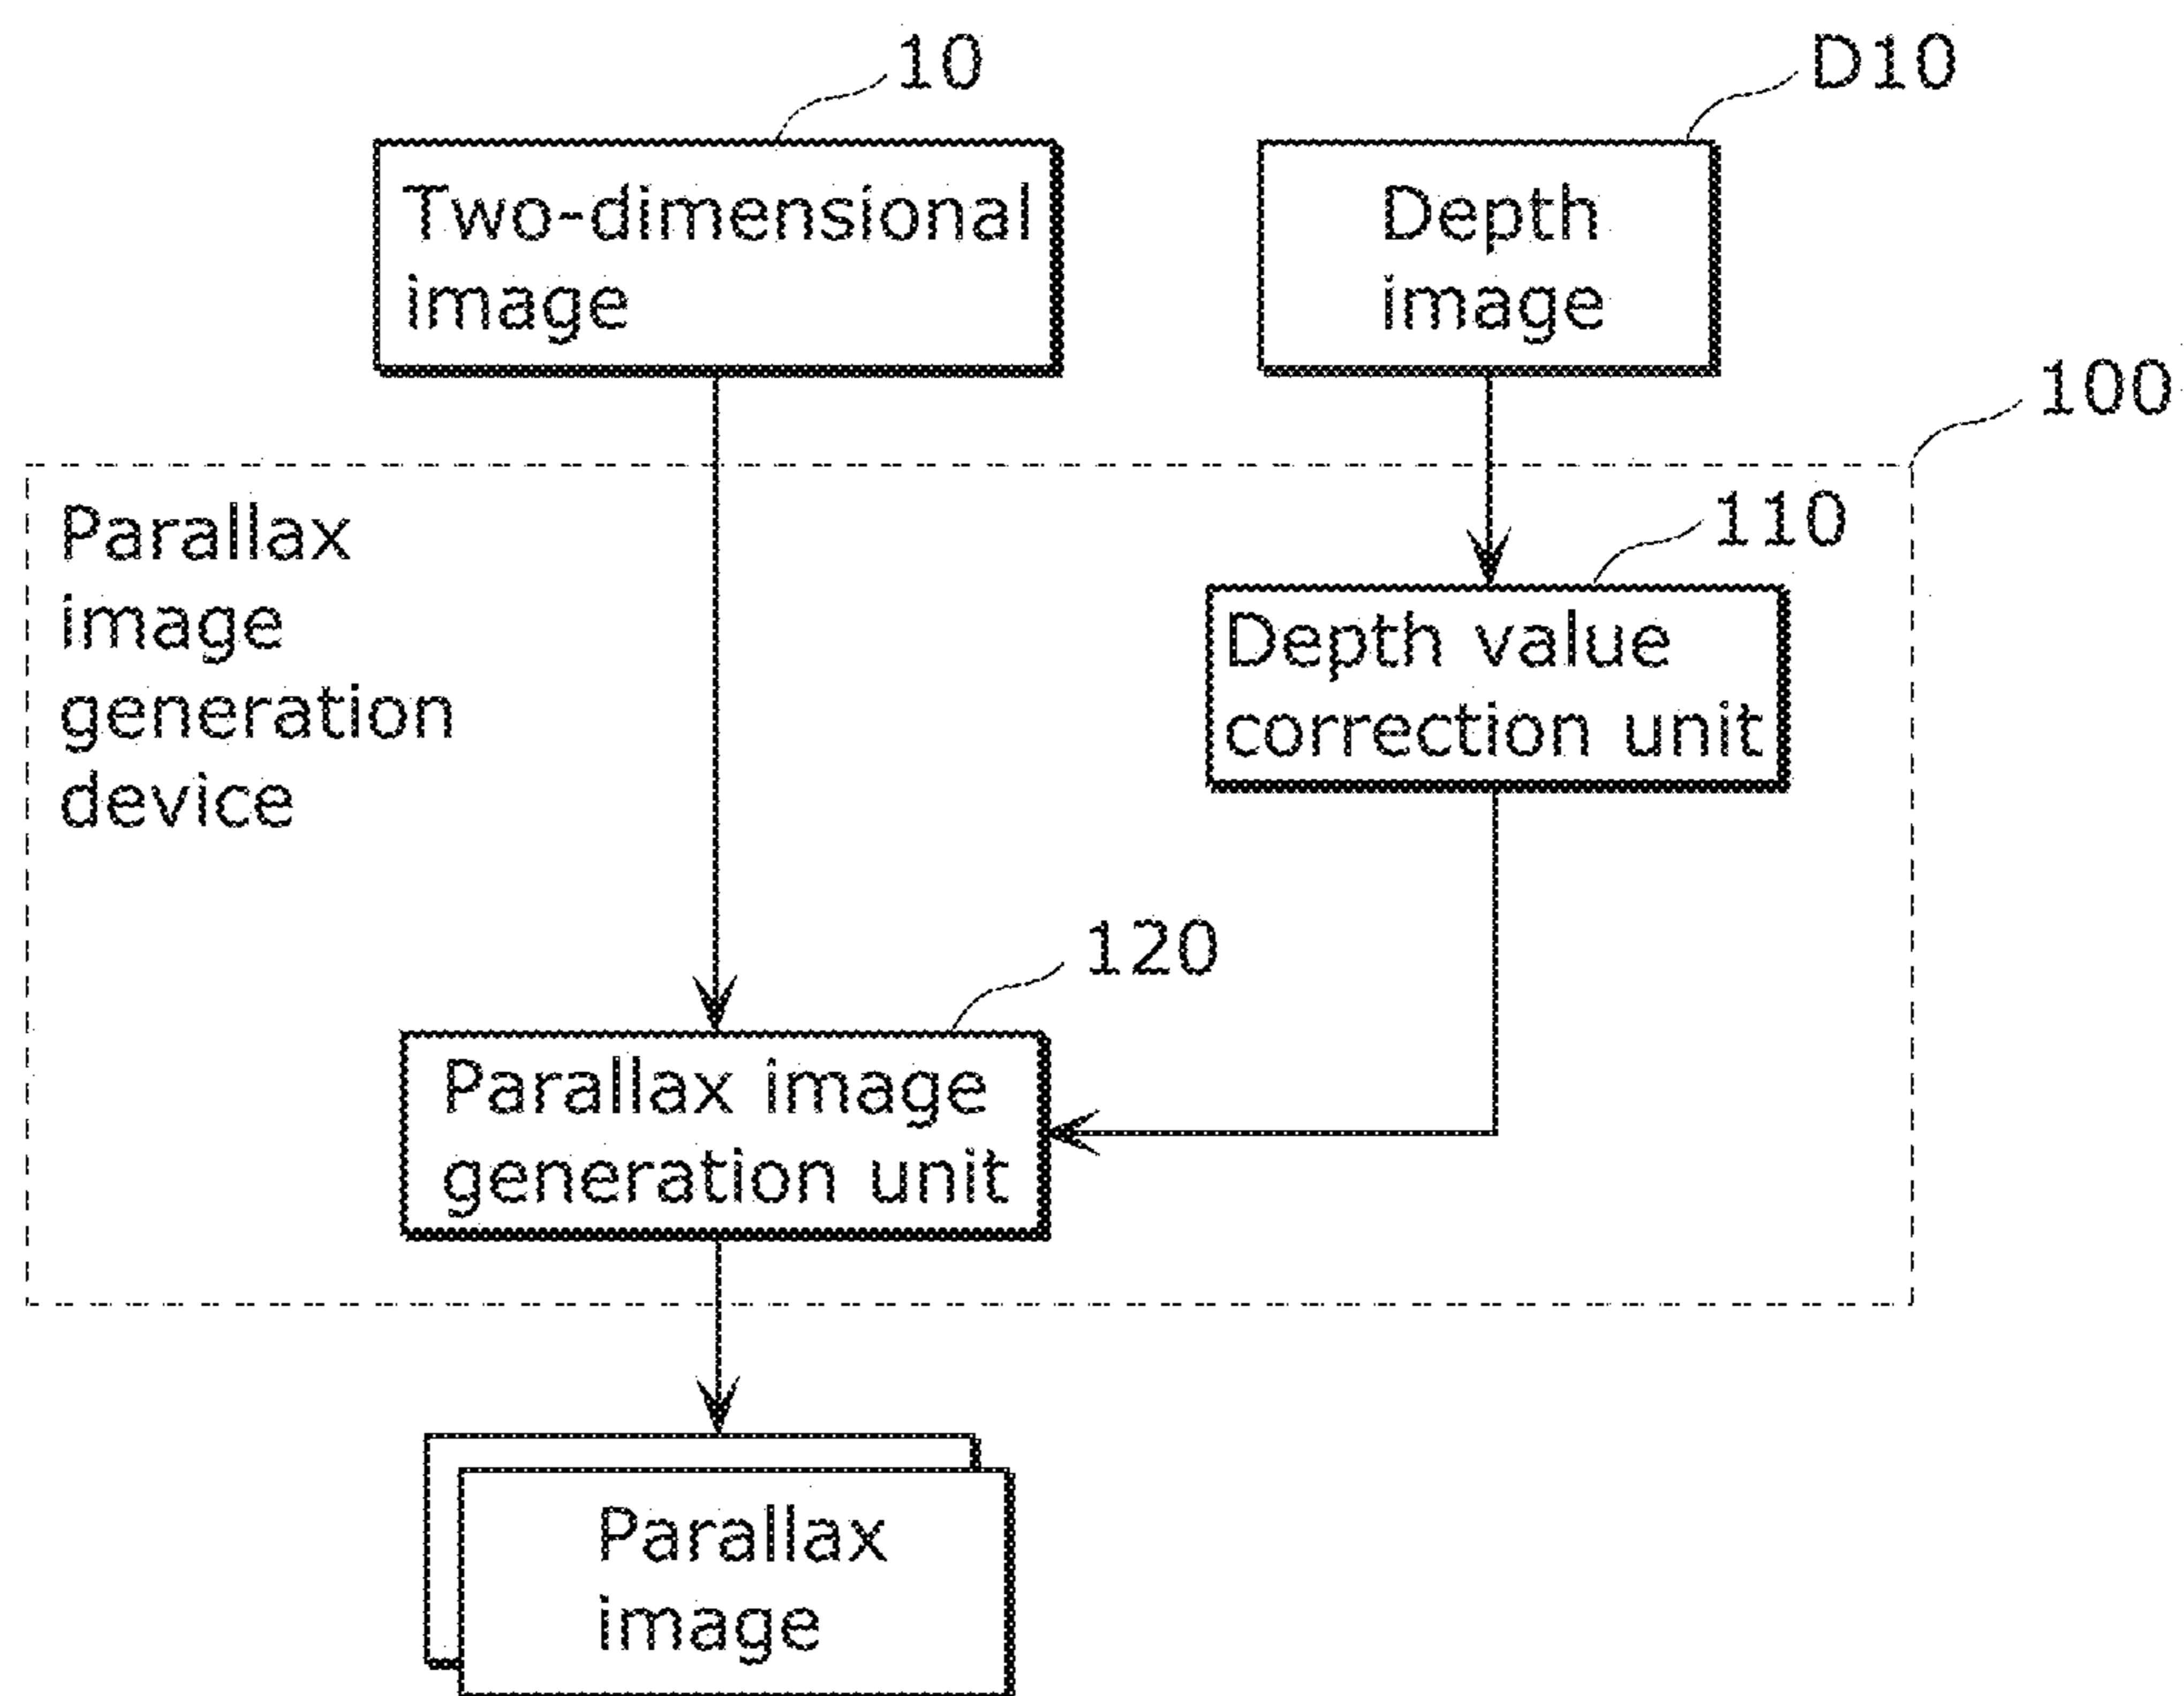 10
D10
Two-dimensional
image
Depth
image
100
Parallax
image
generation
device
110
Depth value
correction unit
120
Parallax image
generation unit
Parallax
image